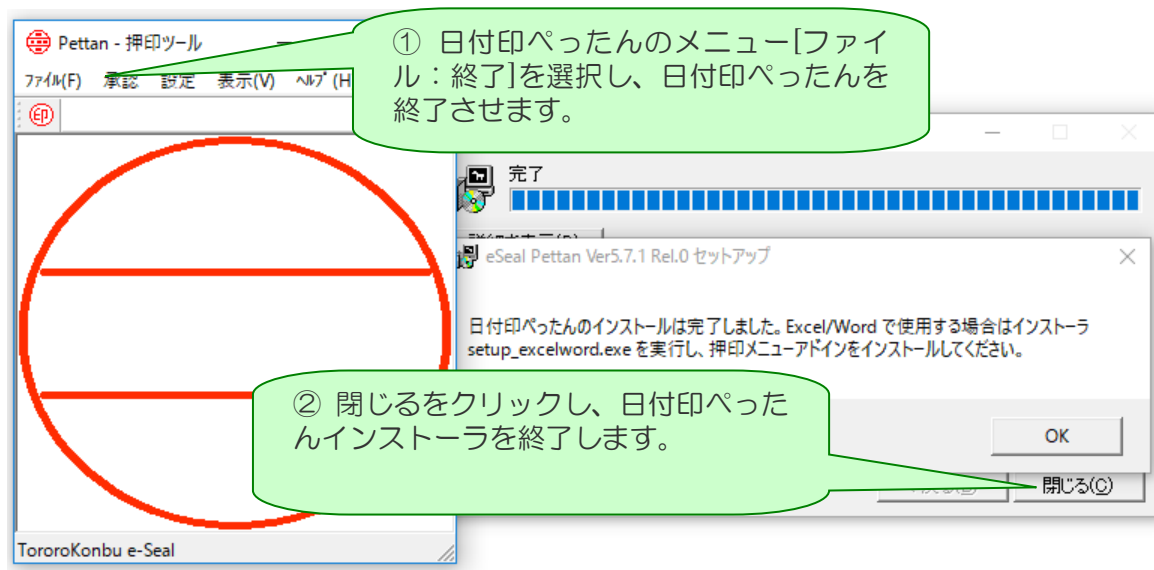 Pettan - 押印ツール
ファイル(F) 承認 設定 表示(V) ヘルプ(H
印
① 日付印ぺったんのメニュー[ファイ
ル：終了]を選択し、日付印ぺったんを
終了させます。
完了
eSeal Pettan Ver5.7.1 Rel.0 セットアップ
日付印ぺったんのインストールは完了しました。Excel/Word で使用する場合はインストーラ
setup_excelword.exe を実行し、押印メニューアドインをインストールしてください。
② 閉じるをクリックし、日付印ぺった
んインストーラを終了します。
OK
閉じる(C)
TororoKonbu e-Seal